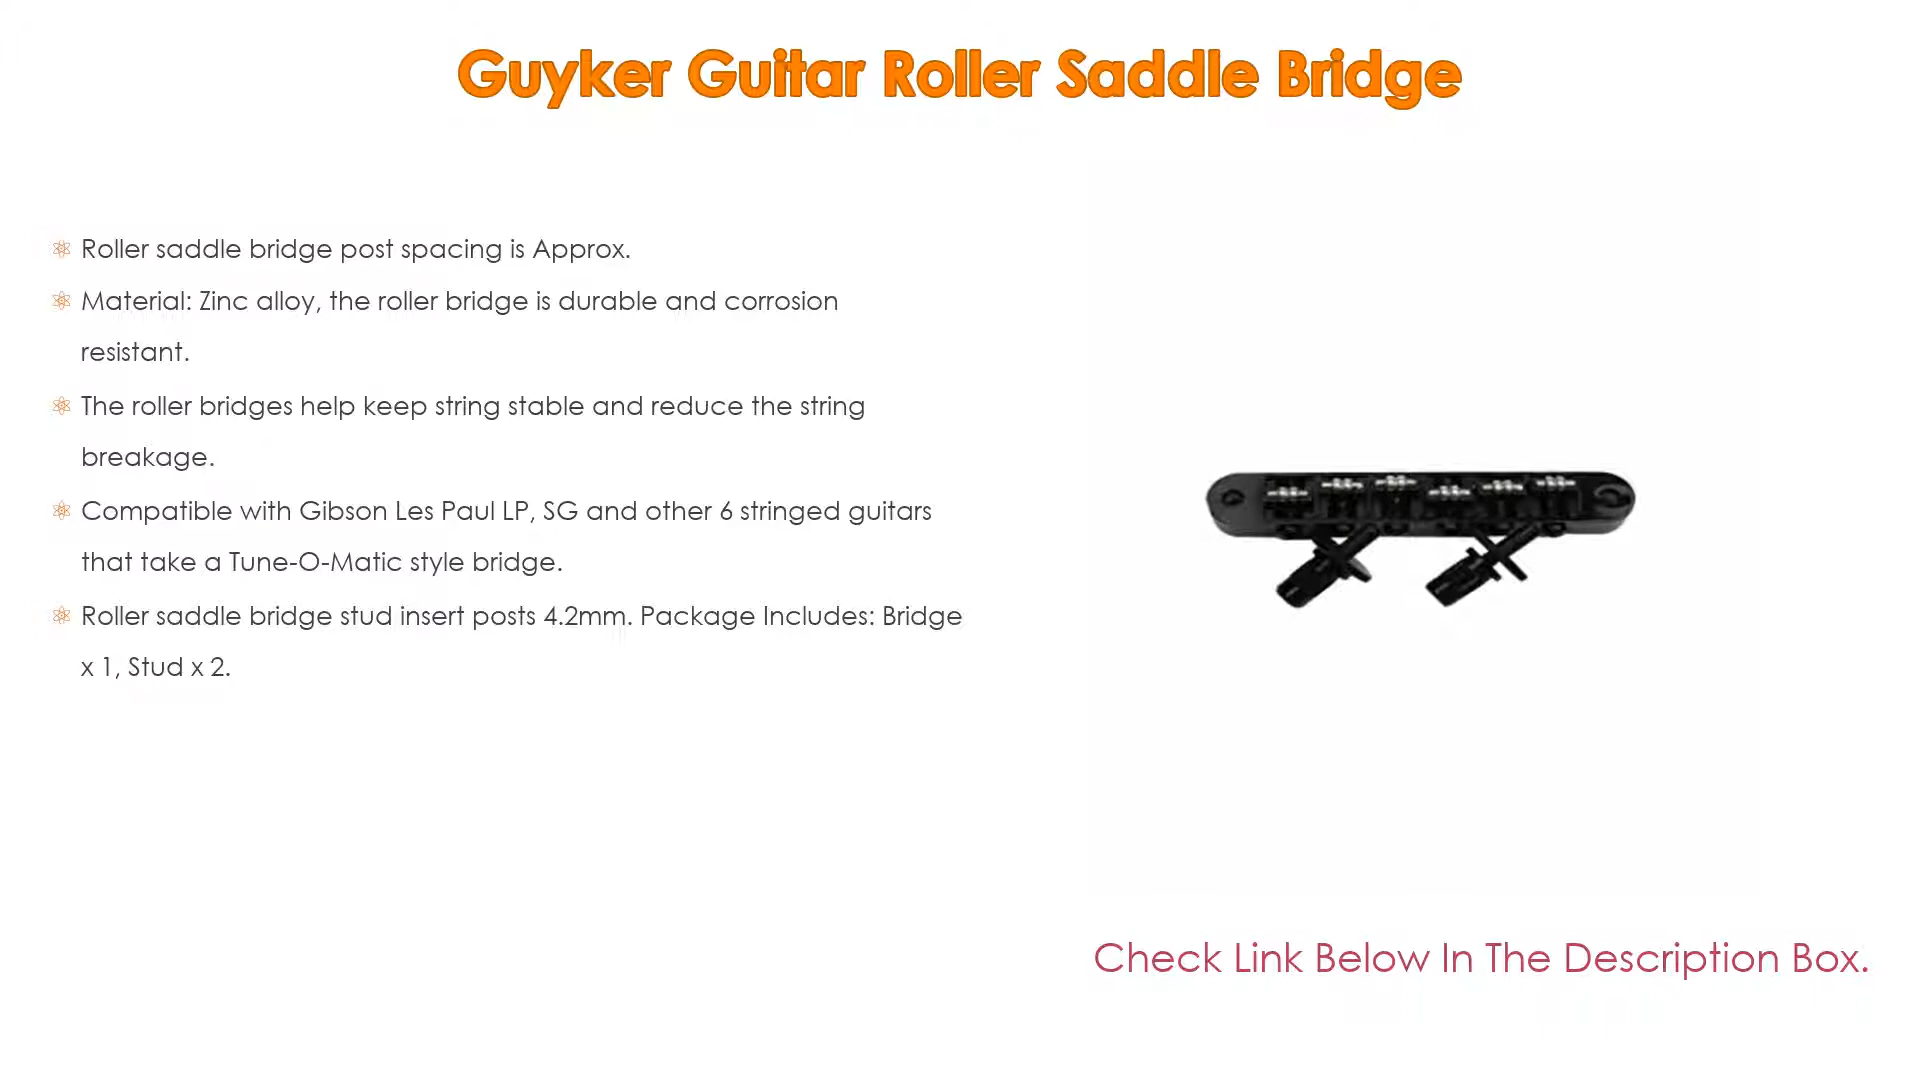 Guyker Guitar Roller Saddle Bridge
Roller saddle bridge post spacing is Approx.
Material: Zinc alloy, the roller bridge is durable and corrosion
resistant.
The roller bridges help keep string stable and reduce the string
breakage.
Compatible with Gibson Les Paul LP, SG and other 6 stringed guitars
that take a Tune-O-Matic style bridge.
Roller saddle bridge stud insert posts 4.2mm. Package Includes: Bridge
x 1, Stud x 2.
Check Link Below In The Description Box.